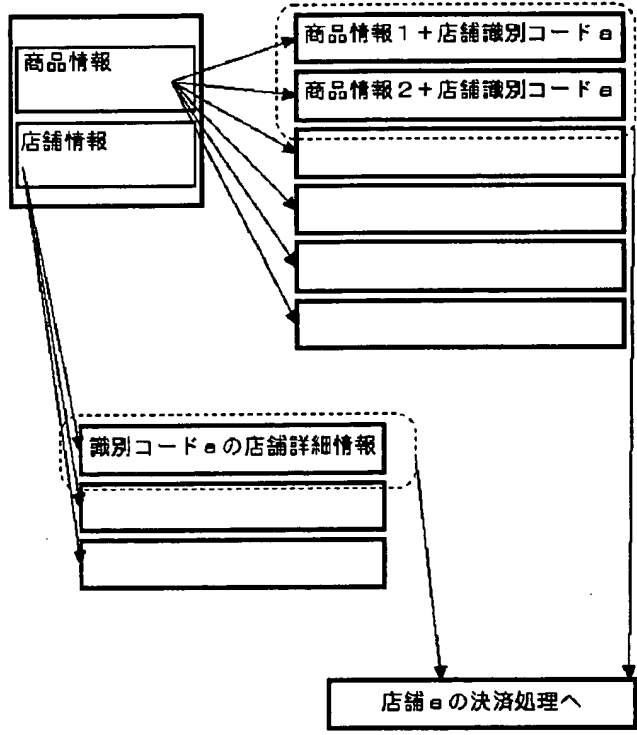 商品情報
店舗情報
商品情報１＋店舗識別コードａ
商品情報２＋店舗識別コードａ
識別コードａの店舗詳細情報
店舗ａの決済処理へ